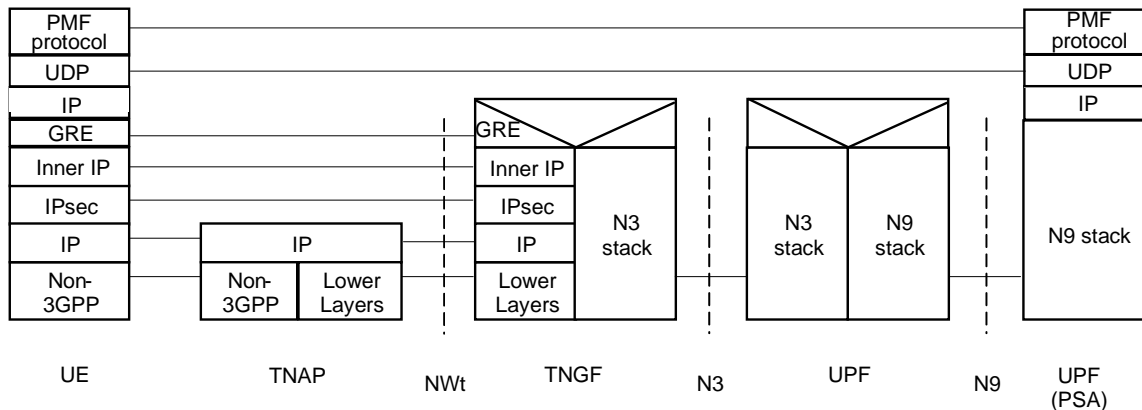 PMF
protocol
UDP
IP
GRE
Inner IP
IPsec
IP
Non-
3GPP
UE
IP
Non-
3GPP
Lower
Layers
TNAP
NWt
GRE
Inner IP
IPsec
IP
Lower
Layers
N3
stack
TNGF
N3
N3
stack
N9
stack
UPF
N9
PMF
protocol
UDP
IP
N9 stack
UPF
(PSA)